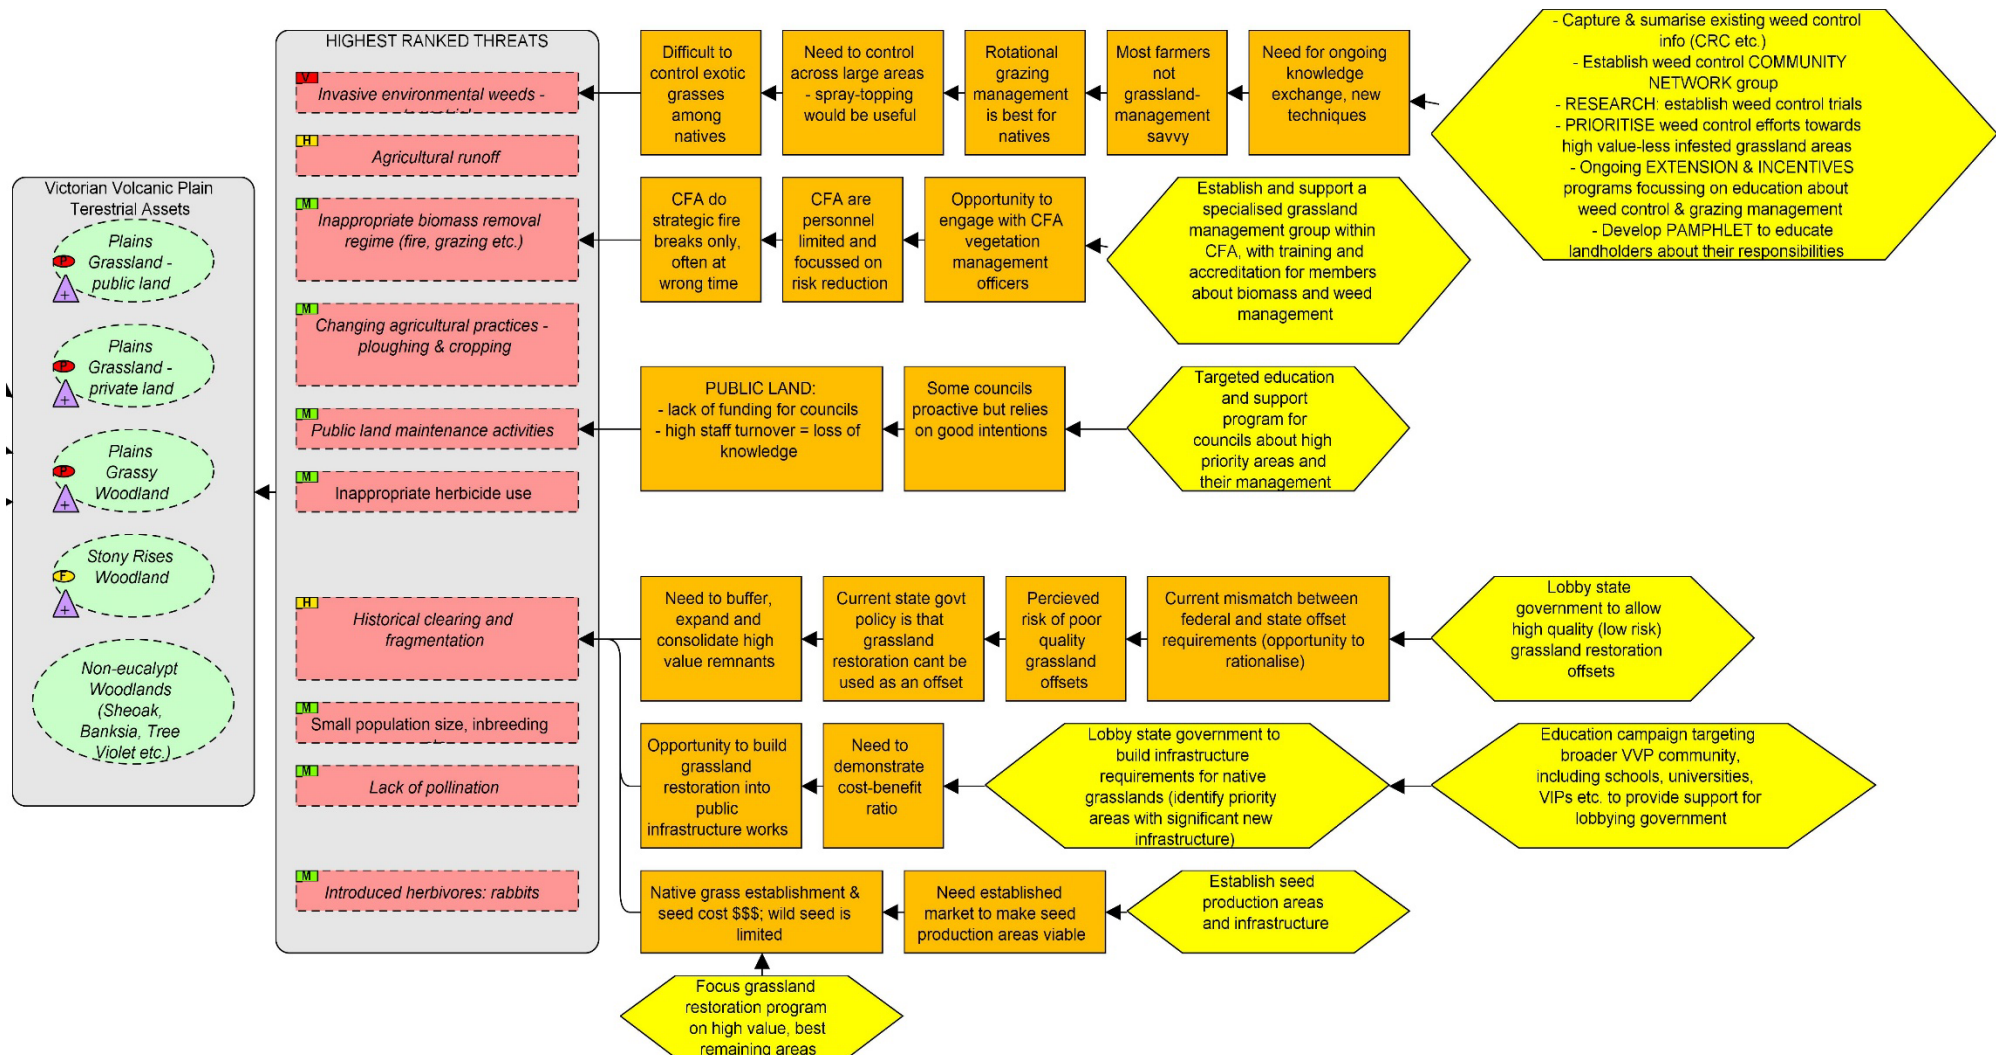 Victorian Volcanic Plain
Terestrial Assets
Plains
Grassland -
public land
P
+
Plains
Grassland -
private land
P
+
Plains
Grassy
Woodland
P
+
Stony Rises
Woodland
F
+
Non-eucalypt
Woodlands
(Sheoak,
Banksia, Tree
Violet etc.)
HIGHEST RANKED THREATS
V
Invasive environmental weeds -
H
Agricultural runoff
M
Inappropriate biomass removal
regime (fire, grazing etc.)
M
Changing agricultural practices -
ploughing & cropping
M
Public land maintenance activities
M
Inappropriate herbicide use
H
Historical clearing and
fragmentation
M
Small population size, inbreeding
M
Lack of pollination
M
Introduced herbivores: rabbits
Difficult to
control exotic
grasses
among
natives
Need to control
across large areas
- spray-topping
would be useful
Rotational
grazing
management
is best for
natives
Most farmers
not
grassland-
management
savvy
Need for ongoing
knowledge
exchange, new
techniques
- Capture & sumarise existing weed control
info (CRC etc.)
- Establish weed control COMMUNITY
NETWORK group
- RESEARCH: establish weed control trials
- PRIORITISE weed control efforts towards
high value-less infested grassland areas
- Ongoing EXTENSION & INCENTIVES
programs focussing on education about
weed control & grazing management
- Develop PAMPHLET to educate
landholders about their responsibilities
CFA do
strategic fire
breaks only,
often at
wrong time
CFA are
personnel
limited and
focussed on
risk reduction
Opportunity to
engage with CFA
vegetation
management
officers
Establish and support a
specialised grassland
management group within
CFA, with training and
accreditation for members
about biomass and weed
management
PUBLIC LAND:
- lack of funding for councils
- high staff turnover = loss of
knowledge
Some councils
proactive but relies
on good intentions
Targeted education
and support
program for
councils about high
priority areas and
their management
Need to buffer,
expand and
consolidate high
value remnants
Current state govt
policy is that
grassland
restoration cant be
used as an offset
Percieved
risk of poor
quality
grassland
offsets
Current mismatch between
federal and state offset
requirements (opportunity to
rationalise)
Lobby state
government to allow
high quality (low risk)
grassland restoration
offsets
Opportunity to build
grassland
restoration into
public
infrastructure works
Need to
demonstrate
cost-benefit
ratio
Lobby state government to
build infrastructure
requirements for native
grasslands (identify priority
areas with significant new
infrastructure)
Education campaign targeting
broader VVP community,
including schools, universities,
VIPs etc. to provide support for
lobbying government
Native grass establishment &
seed cost $$$; wild seed is
limited
Need established
market to make seed
production areas viable
Establish seed
production areas
and infrastructure
Focus grassland
restoration program
on high value, best
remaining areas